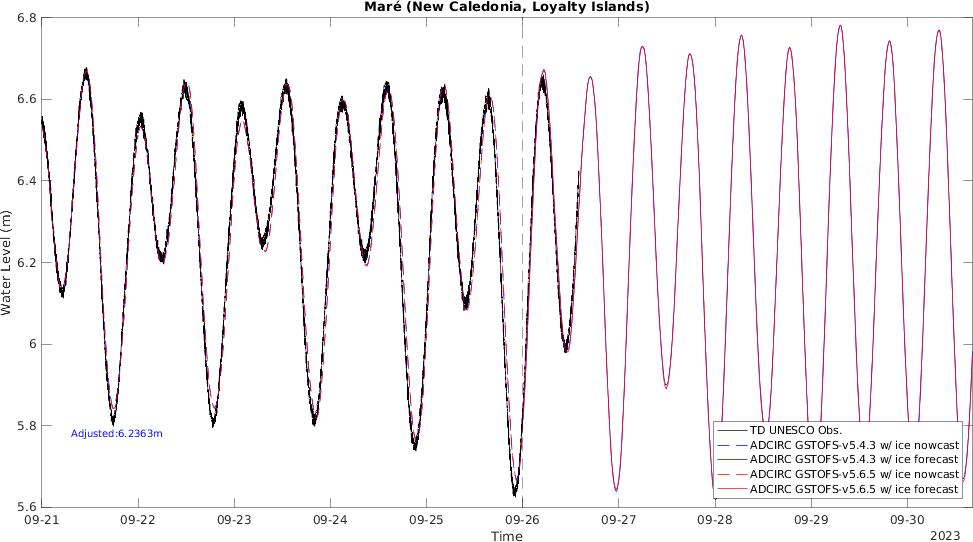 Maré (New Caledonia, Loyalty Islands)
6.8
6.6
6.4
6.2
6
5.8
5.6
Water Level (m)
Adjusted:6.2363m
TD UNESCO Obs.
ADCIRC GSTOFS-v5.4.3 w/ ice nowcast
ADCIRC GSTOFS-v5.4.3 w/ ice forecast
ADCIRC GSTOFS-v5.6.5 w/ ice nowcast
ADCIRC GSTOFS-v5.6.5 w/ ice forecast
09-21 09-22 09-23 09-24 09-25 09-26 09-27 09-28 09-29 09-30
Time
2023